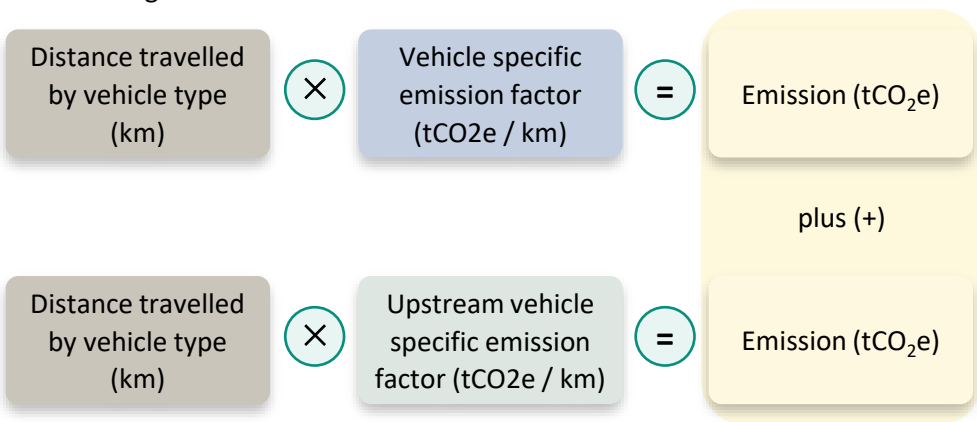 Distance travelled
by vehicle type
(km)
×
Vehicle specific
emission factor
(tCO2e / km)
=
Emission (tCO₂e)
plus (+)
Distance travelled
by vehicle type
(km)
×
Upstream vehicle
specific emission
factor (tCO2e / km)
=
Emission (tCO₂e)